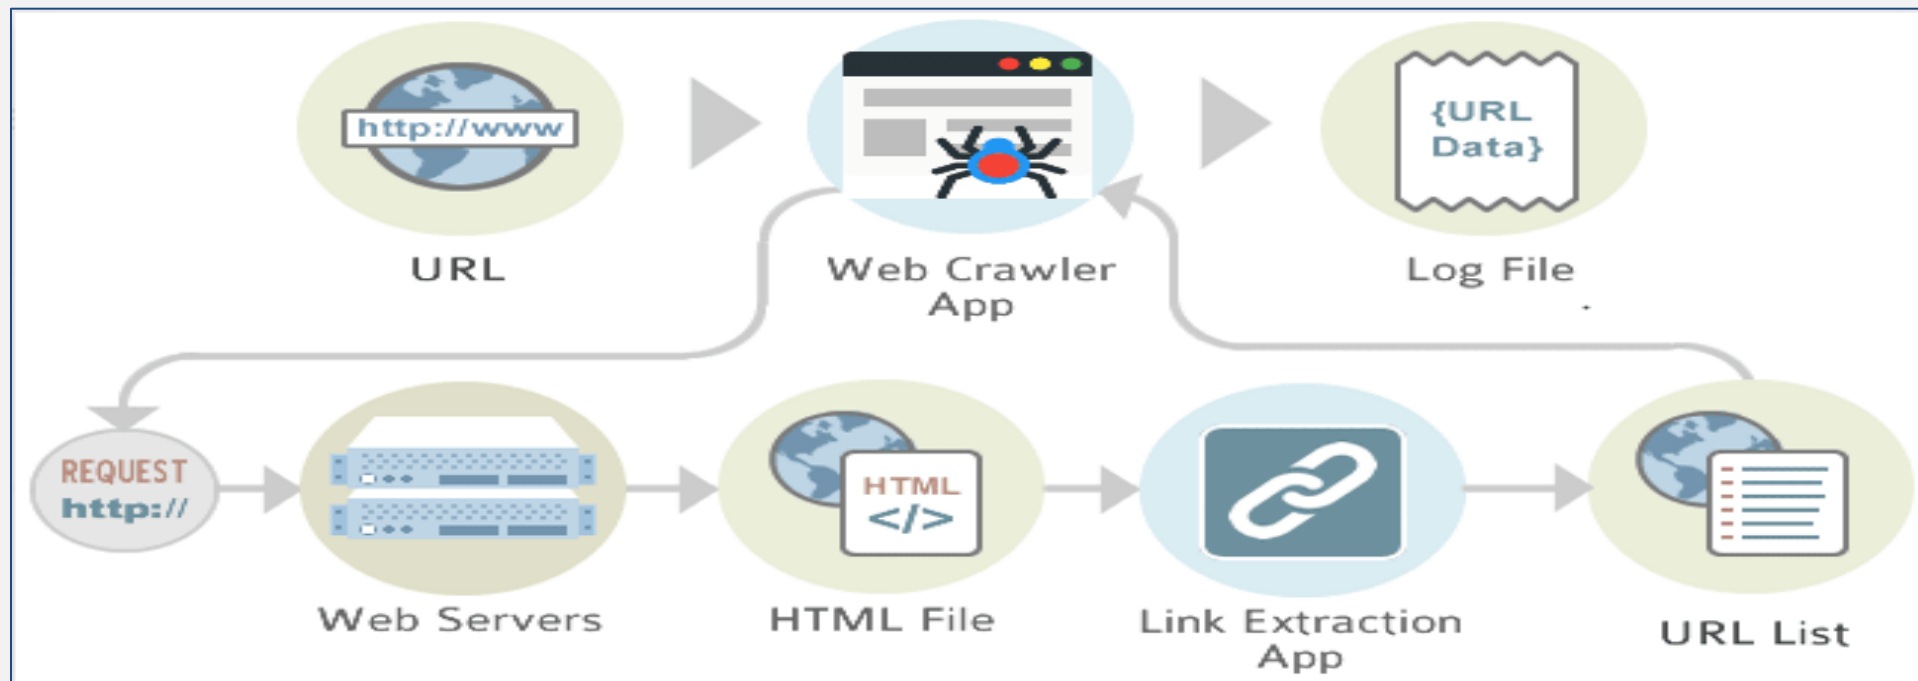 http://www
{URL
Data}
URL
Web Crawler
App
Log File
REQUEST
http://
HTML
</>
Web Servers
HTML File
Link Extraction
App
URL List